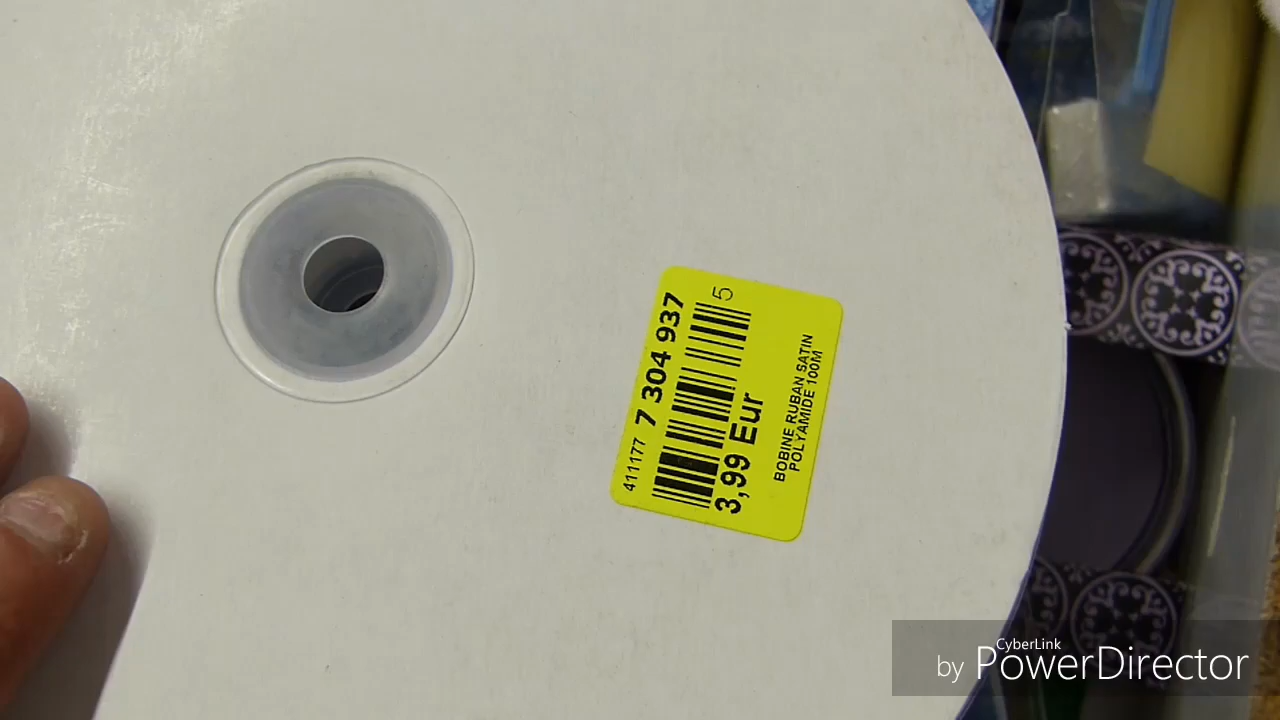 411177 7 304 937
5
3,99 Eur
BOBINE RUBAN SATIN
POLYAMIDE 100M
CyberLink
by PowerDirector